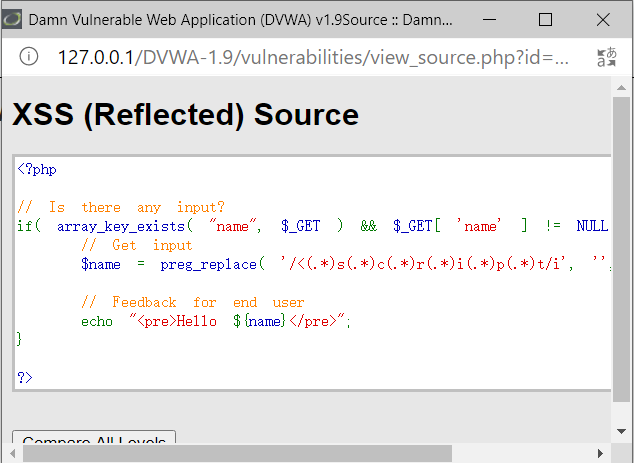 Damn Vulnerable Web Application (DVWA) v1.9Source :: Damn...
127.0.0.1/DVWA-1.9/vulnerabilities/view_source.php?id=...
XSS (Reflected) Source
<?php
// Is there any input?
if( array_key_exists( "name", $_GET ) && $_GET[ 'name' ] != NULL
// Get input
$name = preg_replace( '/<(.*)s(.*)c(.*)r(.*)i(.*)p(.*)t/i', '',
// Feedback for end user
echo "<pre>Hello ${name}</pre>";
}
?>
Compare All Levels